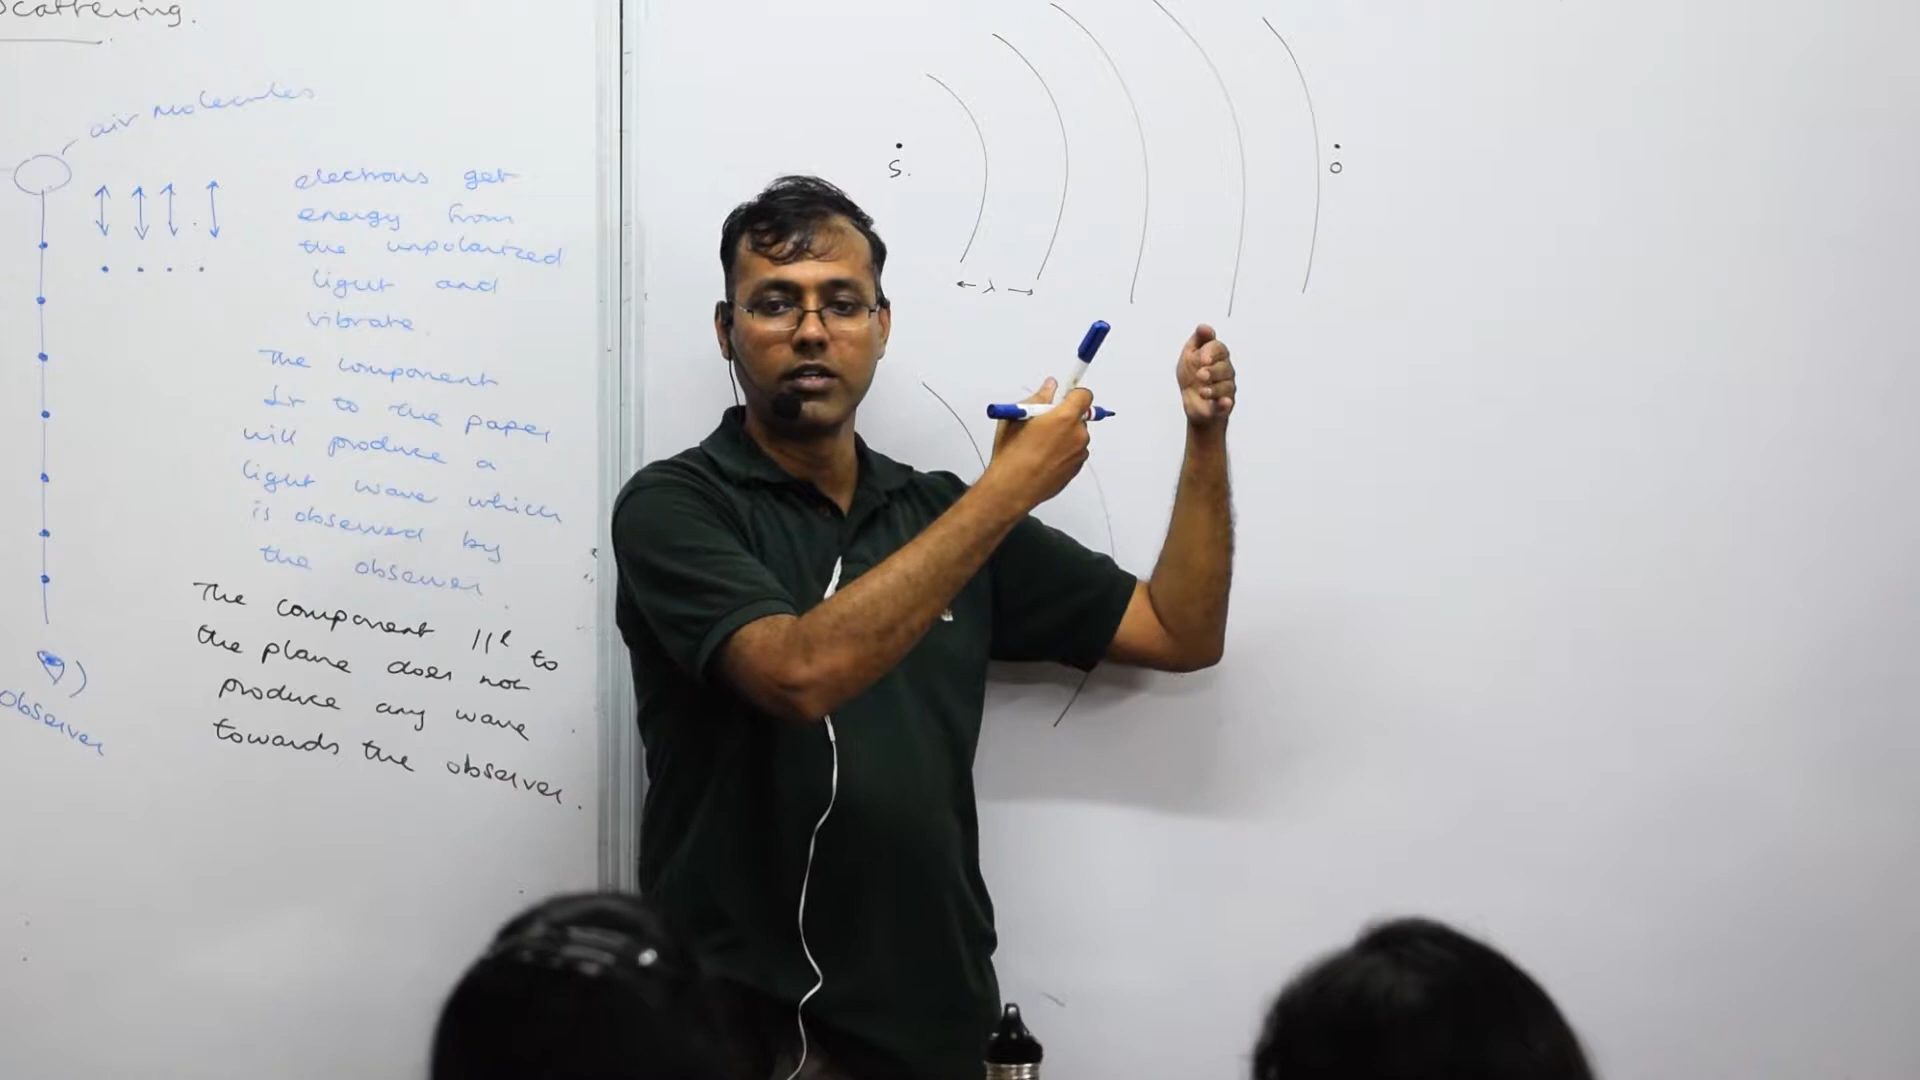 Scattering.
air molecules
electrons get
energy from
the unpolarized
light and
vibrate.
The component
⊥r to the paper
will produce a
light wave which
is observed by
the observer.
The component ||l to
the plane does not
produce any wave
towards the observer.
Observer
S.
O
λ